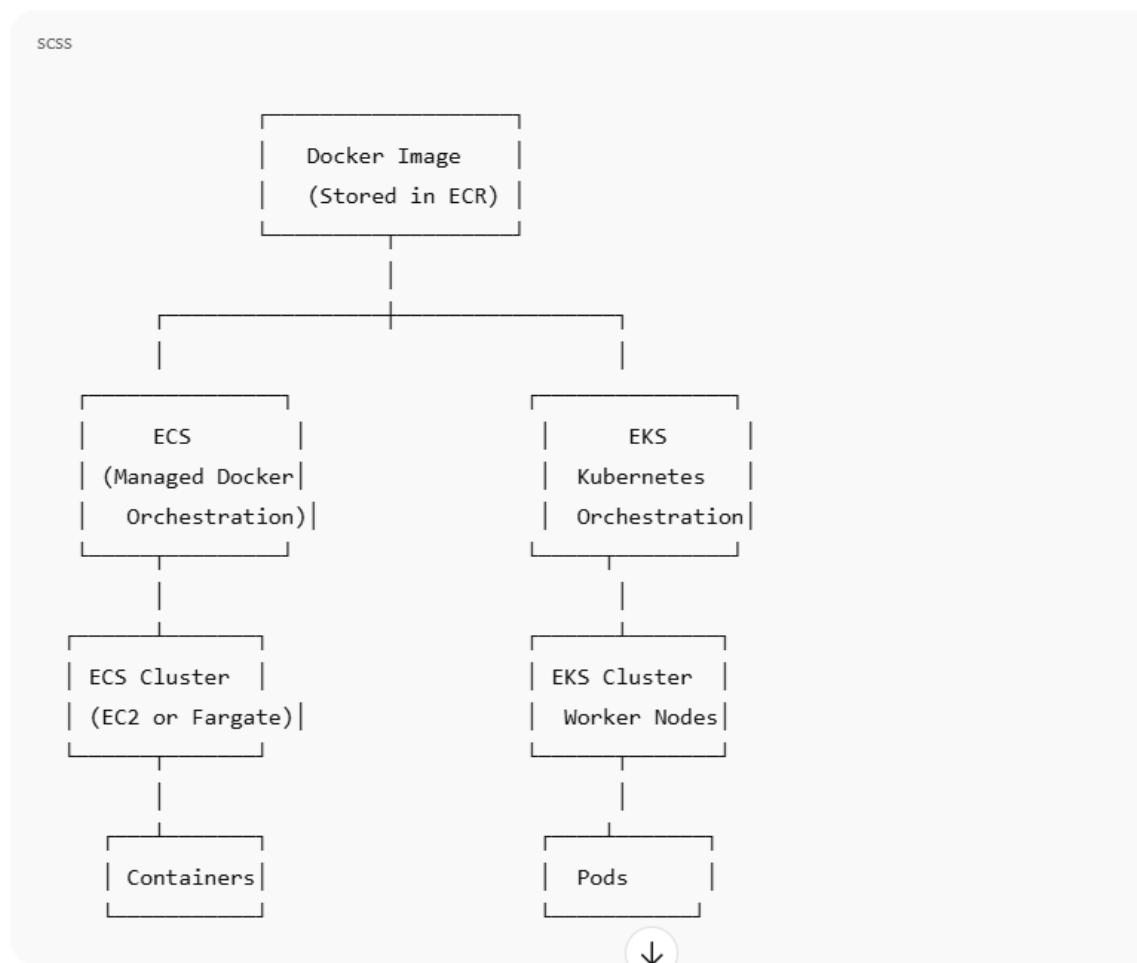 scss
Docker Image
(Stored in ECR)
ECS
(Managed Docker
Orchestration)
EKS
Kubernetes
Orchestration
ECS Cluster
(EC2 or Fargate)
EKS Cluster
Worker Nodes
Containers
Pods